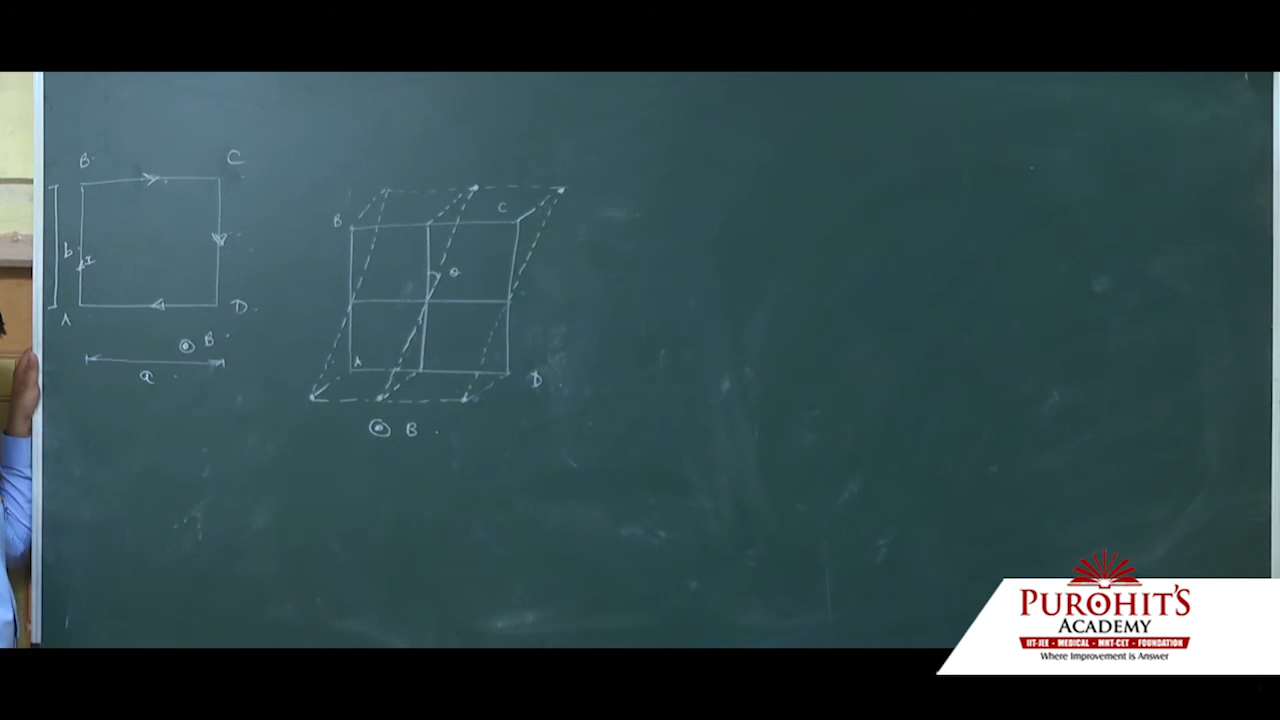 B C
b I
A D
B
a
B C
θ
A D
B
PUROHIT'S
ACADEMY
IIT-JEE - MEDICAL - MHT-CET - FOUNDATION
Where Improvement is Answer